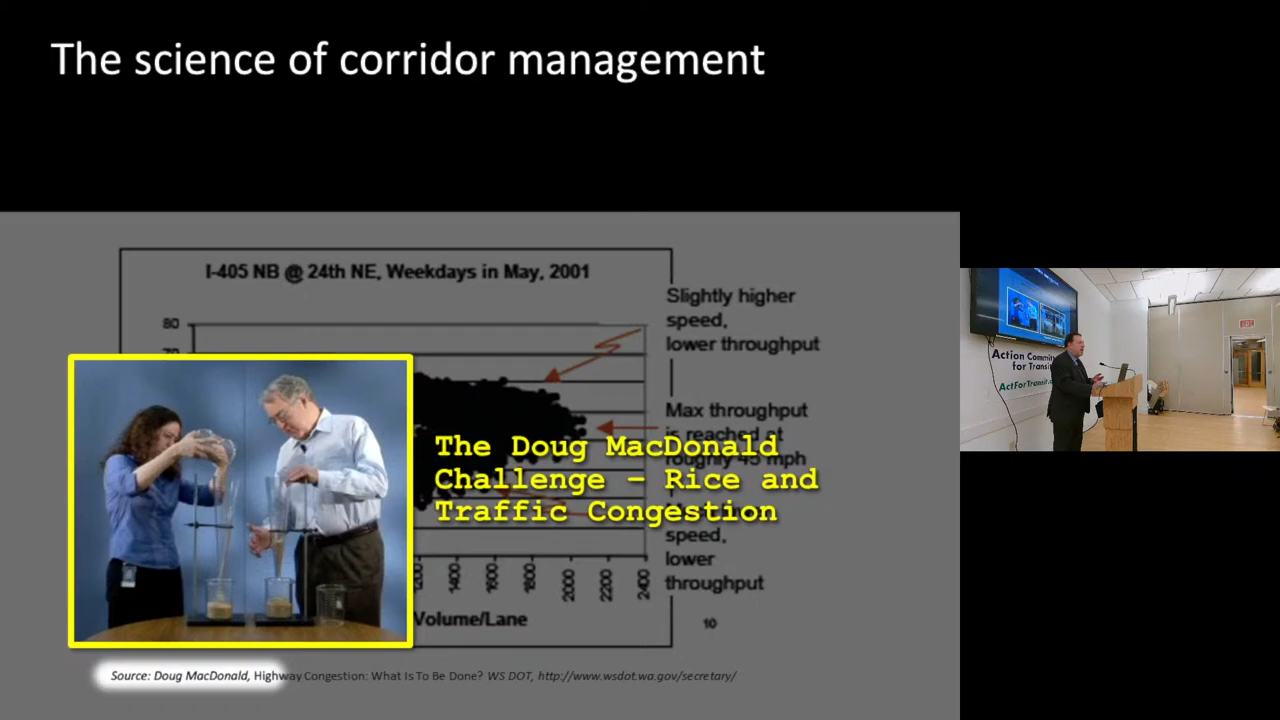 The science of corridor management
I-405 NB @ 24th NE, Weekdays in May, 2001
80
Slightly higher
speed,
lower throughput
Max throughput
is reached at
roughly 45 mph
The Doug MacDonald
Challenge – Rice and
Traffic Congestion
speed,
lower
throughput
1400
1600
1800
2000
2200
2400
Volume/Lane
10
Source: Doug MacDonald, Highway Congestion: What Is To Be Done? WS DOT, http://www.wsdot.wa.gov/secretary/
Action Commi
for Transi
ActForTransit
EXIT